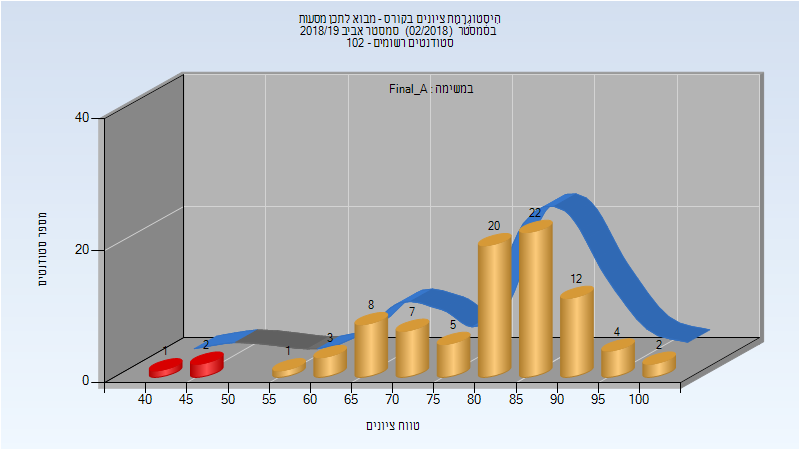 היסטוגרמת ציונים בקורס - מבוא לתכן מסעות
בסמסטר (02/2018) סמסטר אביב 2018/19
סטודנטים רשומים - 102
במשימה : Final_A
מספר סטודנטים
40
20
0
1
2
1
3
8
7
5
20
22
12
4
2
40 45 50 55 60 65 70 75 80 85 90 95 100
טווח ציונים